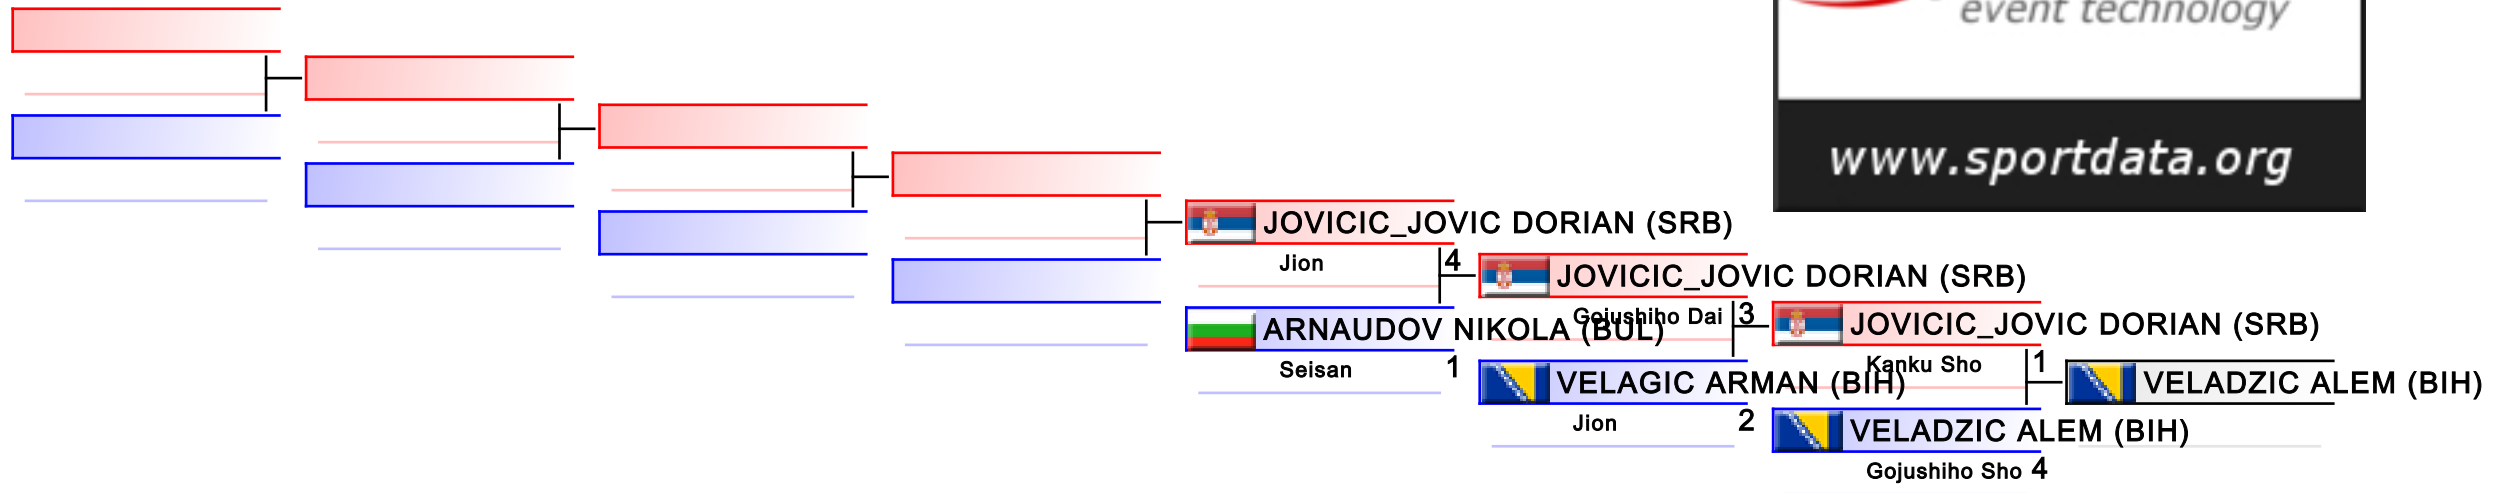 event technology
www.sportdata.org
JOVICIC_JOVIC DORIAN (SRB)
Jion 4
ARNAUDOV NIKOLA (BUL)
Seisan 1
JOVICIC_JOVIC DORIAN (SRB)
Gojushiho Dai 3
VELAGIC ARMAN (BIH)
Jion 2
JOVICIC_JOVIC DORIAN (SRB)
Kanku Sho 1
VELADZIC ALEM (BIH)
Gojushiho Sho 4
VELADZIC ALEM (BIH)